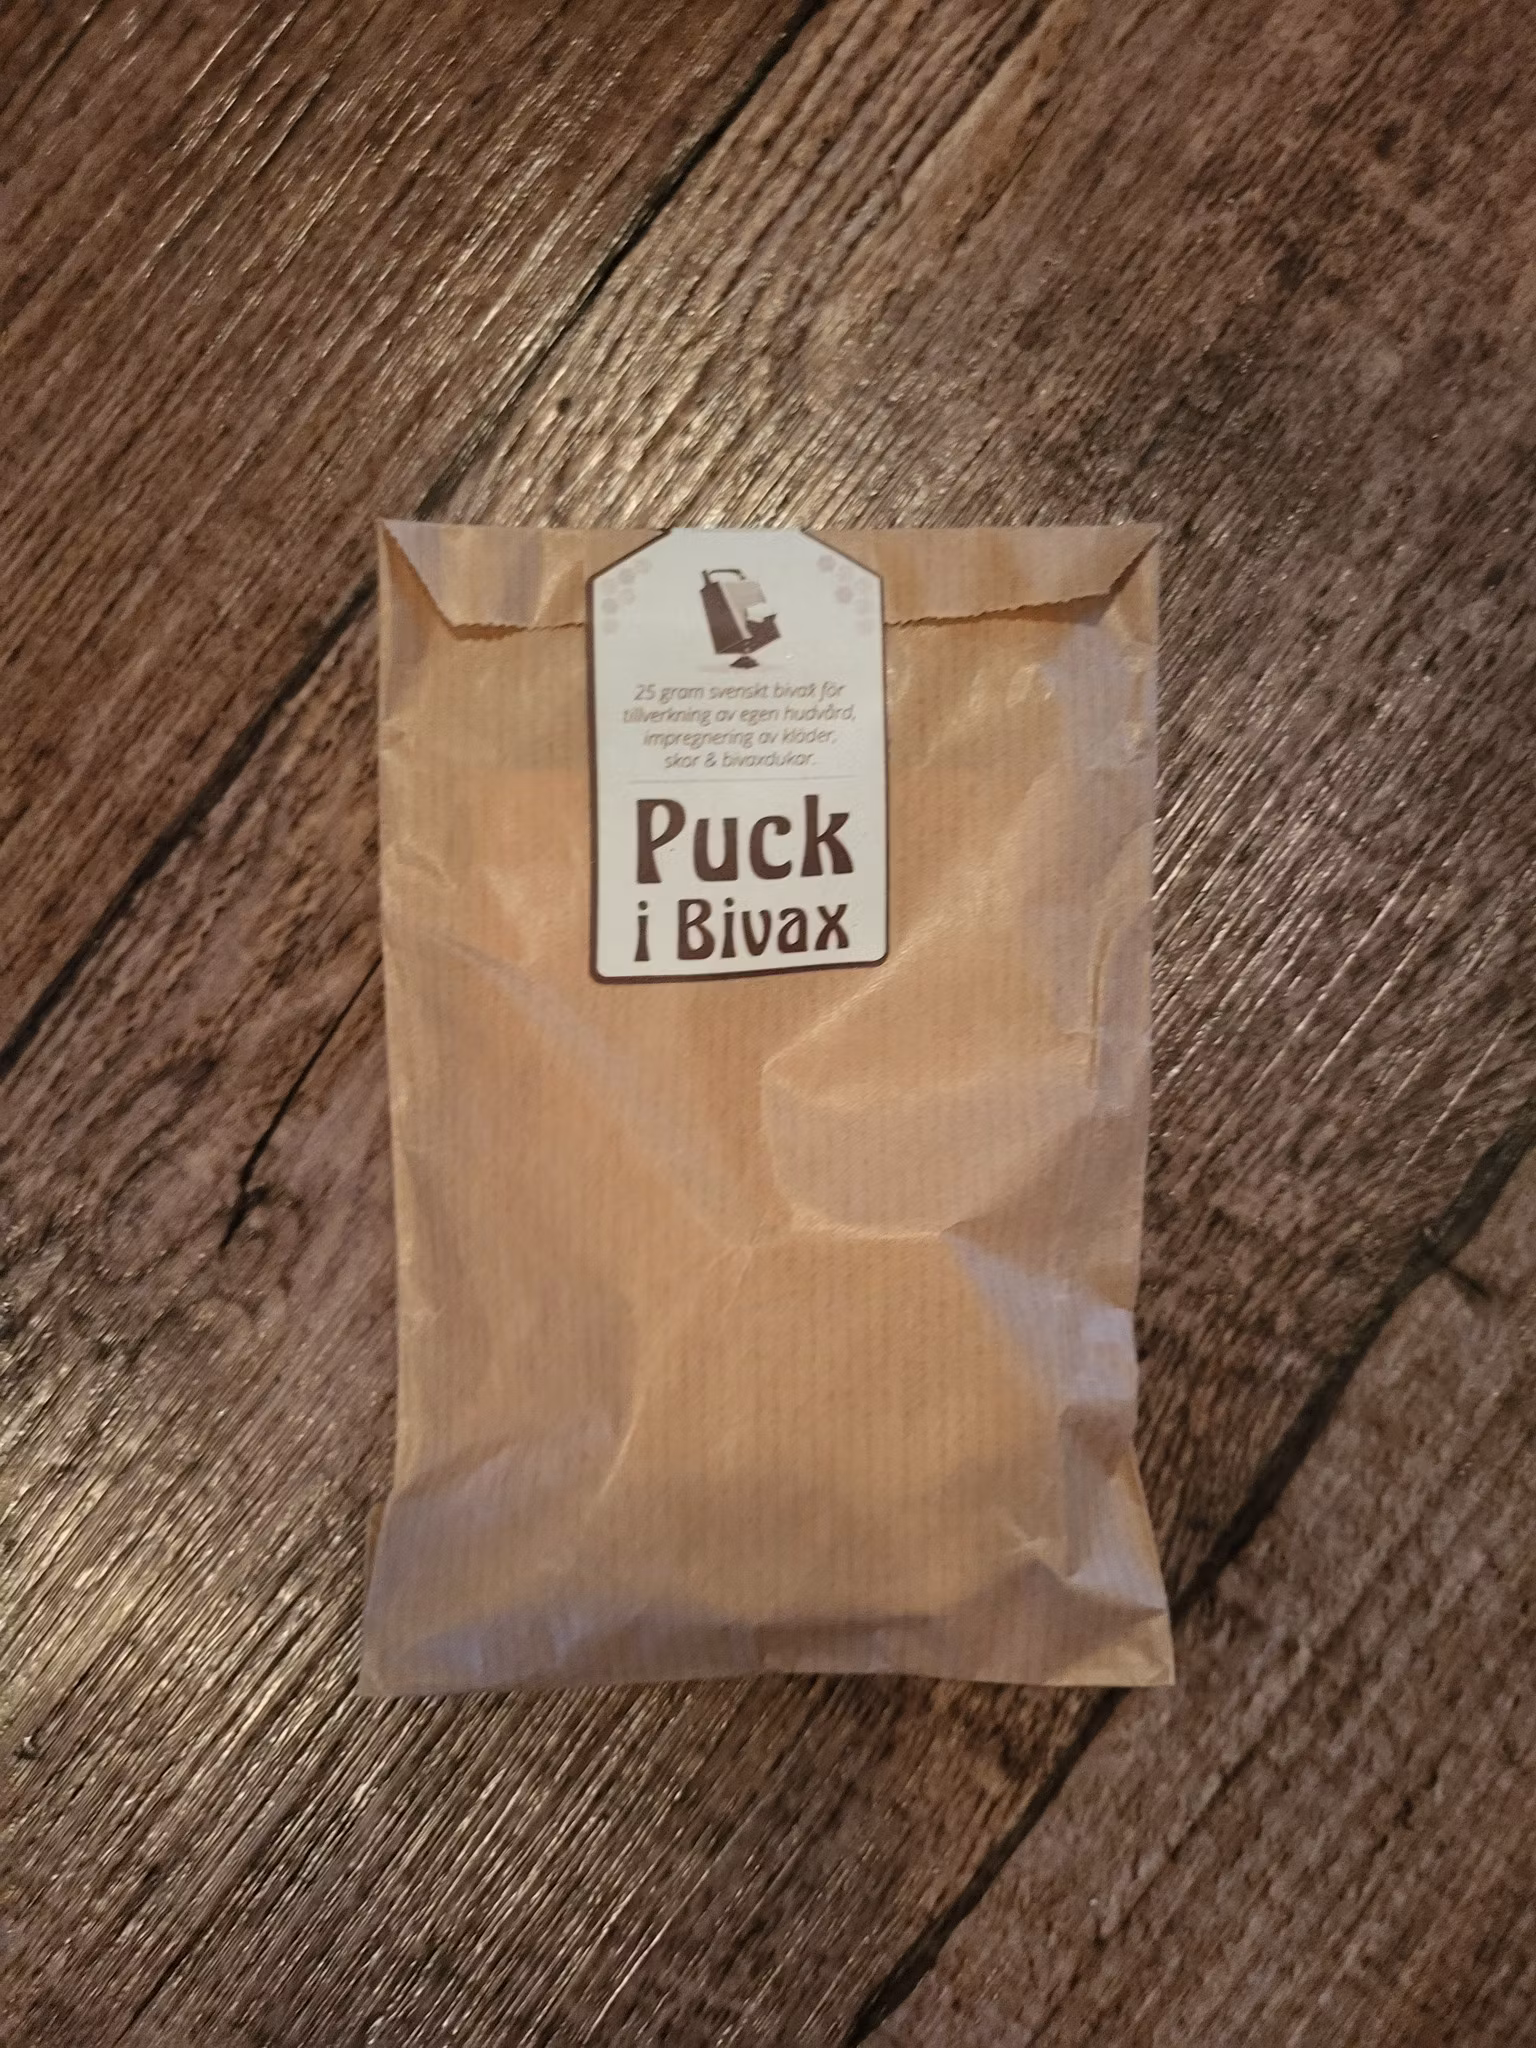 25 gram svenskt bivax för
tillverkning av egen hudvård,
impregnering av kläder,
skor & bivaxdukar.
Puck
i Bivax